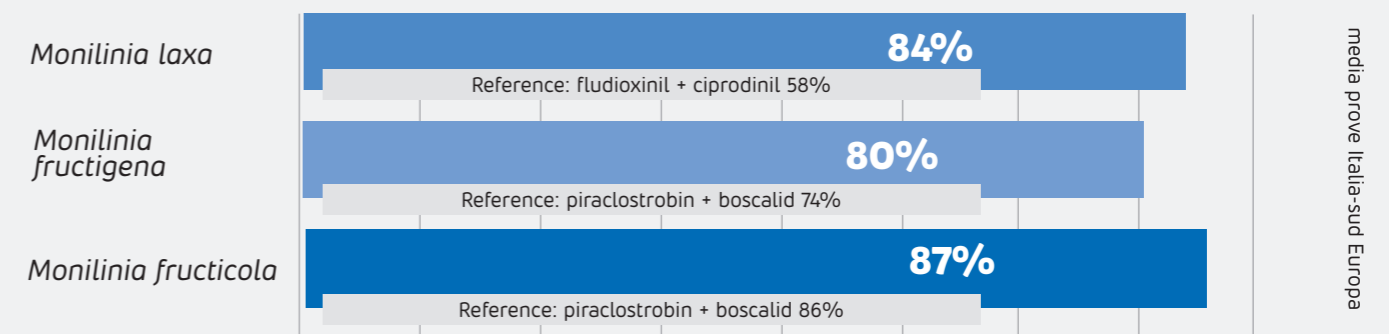 Monilinia laxa
84%
Reference: fludioxinil + ciprodinil 58%
Monilinia
fructigena
80%
Reference: piraclostrobin + boscalid 74%
Monilinia fructicola
87%
Reference: piraclostrobin + boscalid 86%
media prove Italia-sud Europa